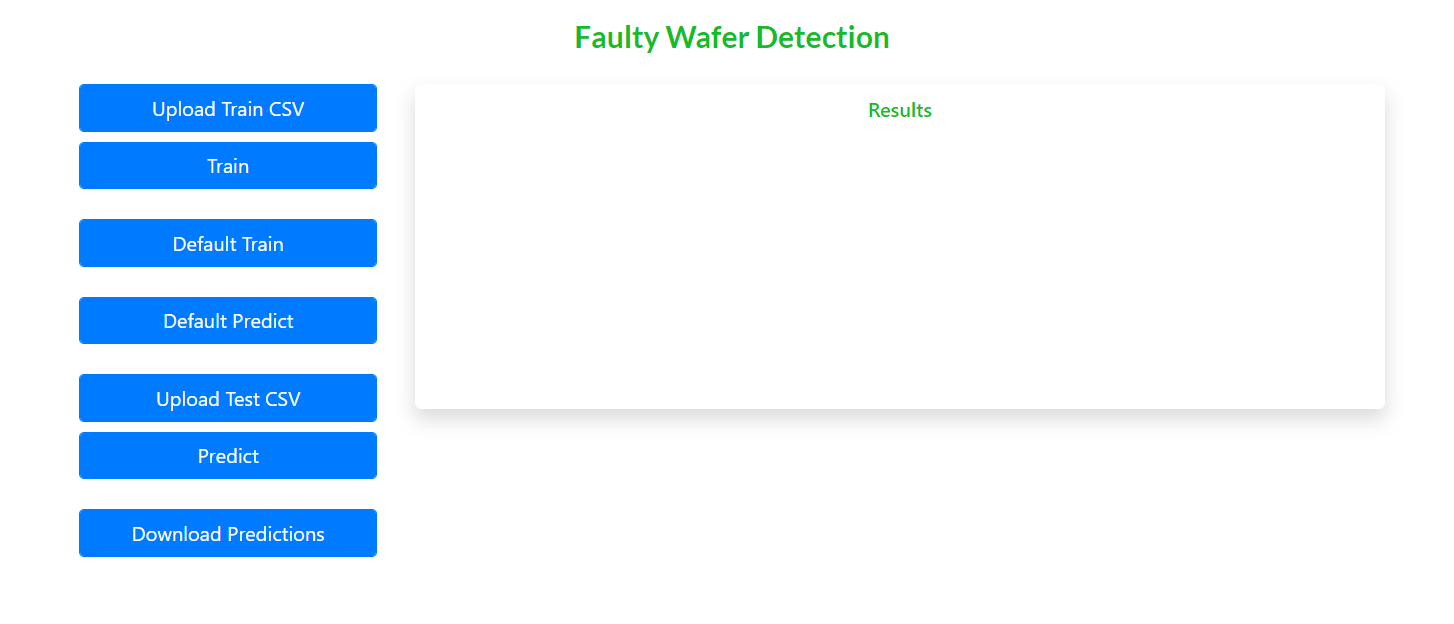 Faulty Wafer Detection
Upload Train CSV
Train
Default Train
Default Predict
Upload Test CSV
Predict
Download Predictions
Results